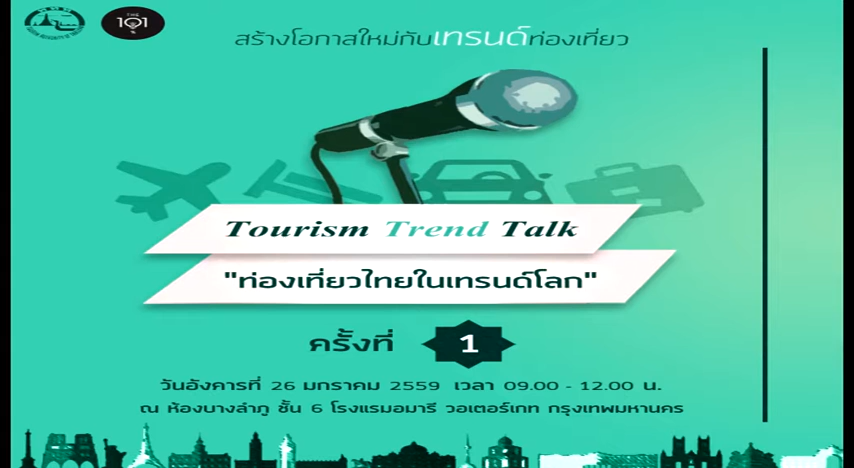 THE
101
สร้างโอกาสใหม่กับเทรนด์ท่องเที่ยว
Tourism Trend Talk
"ท่องเที่ยวไทยในเทรนด์โลก"
ครั้งที่ 1
วันอังคารที่ 26 มกราคม 2559 เวลา 09.00 - 12.00 น.
ณ ห้องบางลำภู ชั้น 6 โรงแรมอมารี วอเตอร์เกท กรุงเทพมหานคร